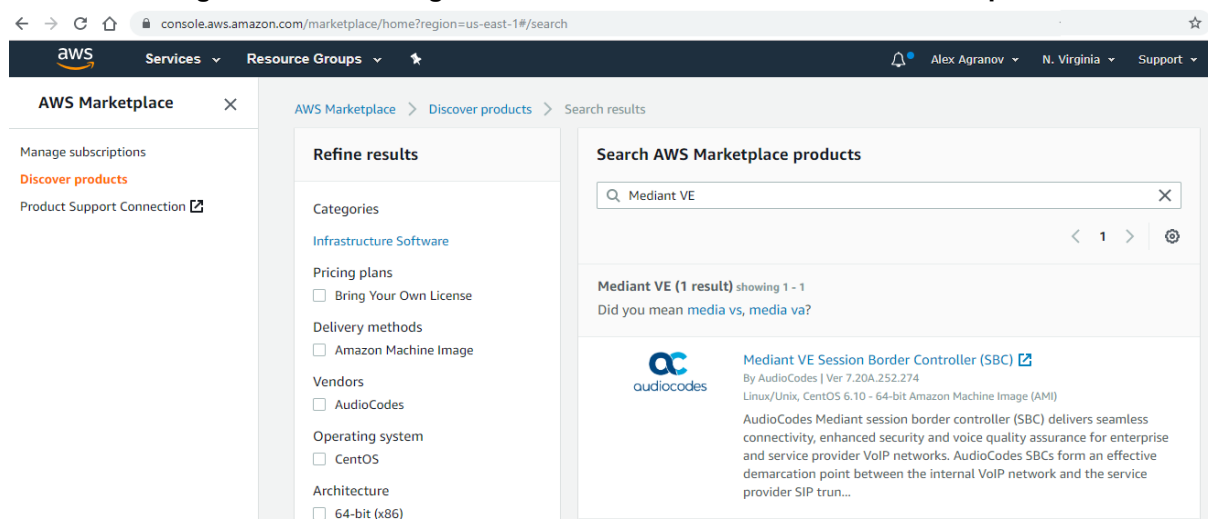 console.aws.amazon.com/marketplace/home?region=us-east-1#/search
aws
Services
Resource Groups
Alex Agranov
N. Virginia
Support
AWS Marketplace
Manage subscriptions
Discover products
Product Support Connection
AWS Marketplace > Discover products > Search results
Refine results
Categories
Infrastructure Software
Pricing plans
Bring Your Own License
Delivery methods
Amazon Machine Image
Vendors
AudioCodes
Operating system
CentOS
Architecture
64-bit (x86)
Search AWS Marketplace products
Mediant VE
< 1 >
Mediant VE (1 result) showing 1 - 1
Did you mean media vs, media va?
audiocodes
Mediant VE Session Border Controller (SBC)
By AudioCodes | Ver 7.20A.252.274
Linux/Unix, CentOS 6.10 - 64-bit Amazon Machine Image (AMI)
AudioCodes Mediant session border controller (SBC) delivers seamless
connectivity, enhanced security and voice quality assurance for enterprise
and service provider VoIP networks. AudioCodes SBCs form an effective
demarcation point between the internal VoIP network and the service
provider SIP trun...